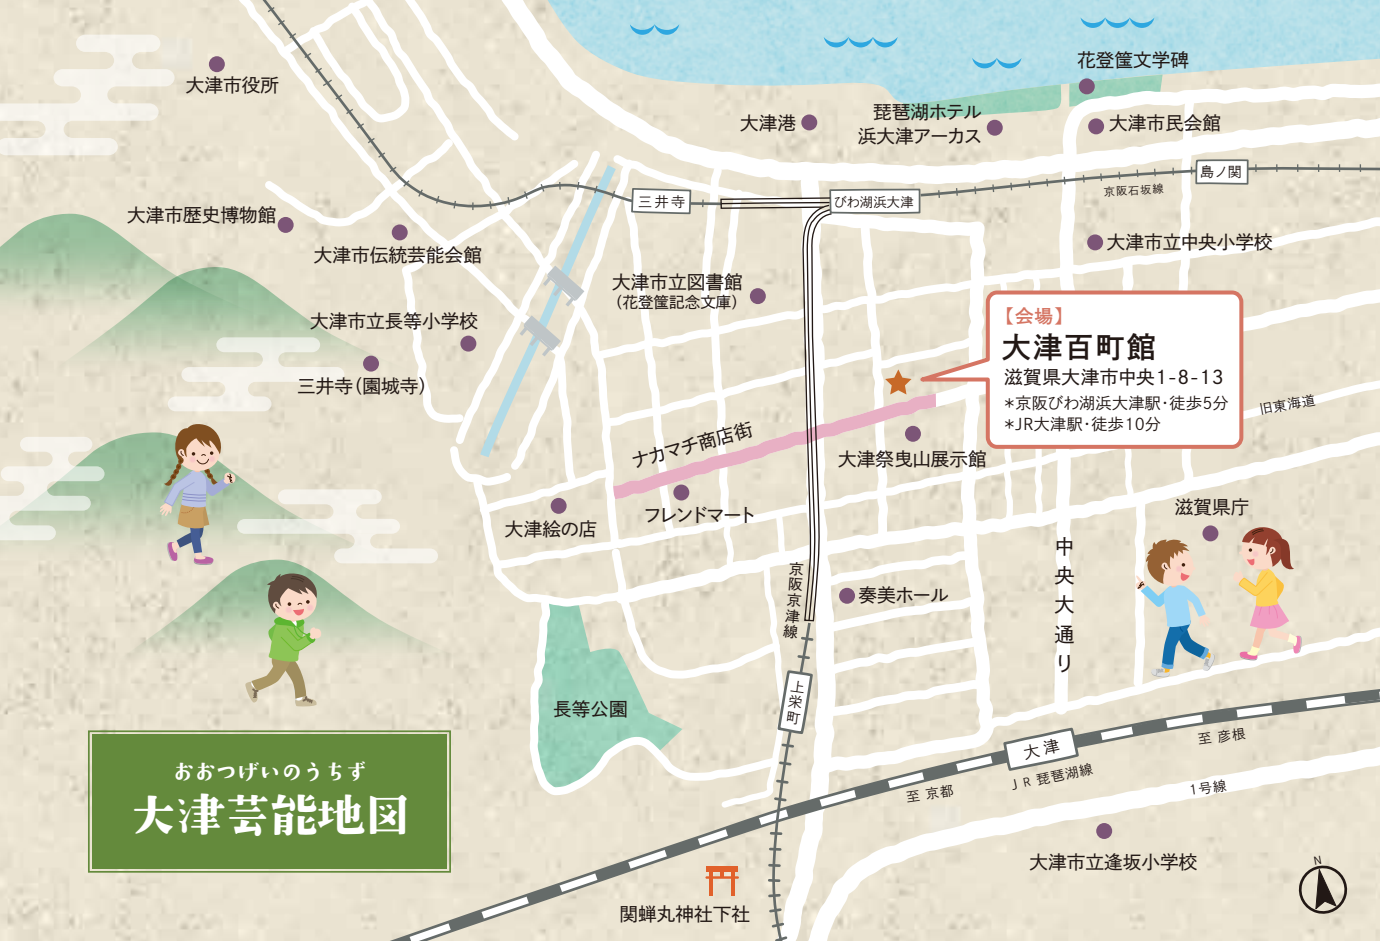 花登筐文学碑
大津市役所
琵琶湖ホテル
浜大津アーカス
大津港
大津市民会館
島ノ関
京阪石坂線
三井寺
びわ湖浜大津
大津市歴史博物館
大津市伝統芸能会館
大津市立中央小学校
大津市立図書館
（花登筐記念文庫）
大津市立長等小学校
三井寺（園城寺）
【会場】
大津百町館
滋賀県大津市中央1-8-13
＊京阪びわ湖浜大津駅・徒歩5分
＊JR大津駅・徒歩10分
旧東海道
ナカマチ商店街
大津祭曳山展示館
大津絵の店
フレンドマート
滋賀県庁
中央大通り
京阪京津線
奏美ホール
上栄町
長等公園
大津
至 彦根
JR 琵琶湖線
至 京都
1号線
おおつげいのうちず
大津芸能地図
大津市立逢坂小学校
関蝉丸神社下社
N